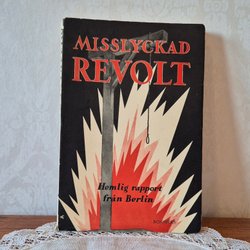 MISSLYCKAD
REVOLT
Hemlig rapport
från Berlin